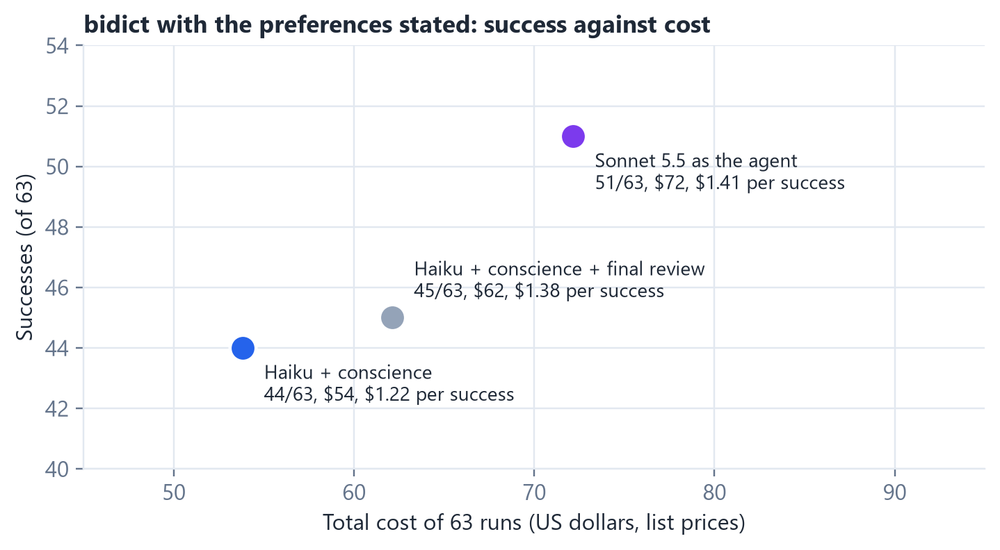 bidict with the preferences stated: success against cost
54
52
50
48
46
44
42
40
Successes (of 63)
Sonnet 5.5 as the agent
51/63, $72, $1.41 per success
Haiku + conscience + final review
45/63, $62, $1.38 per success
Haiku + conscience
44/63, $54, $1.22 per success
50 60 70 80 90
Total cost of 63 runs (US dollars, list prices)